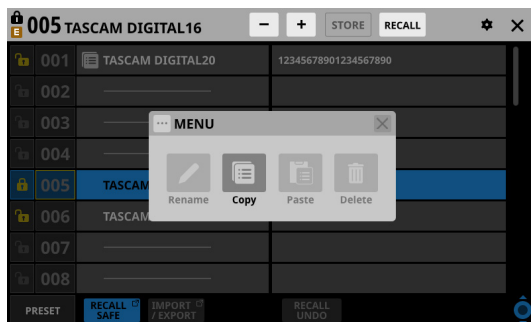 005 TASCAM DIGITAL16 − + STORE RECALL
001 TASCAM DIGITAL20 12345678901234567890
002
003
MENU
004
005 TASCAM
Rename Copy Paste Delete
006 TASCAM
007
008
PRESET RECALL SAFE IMPORT / EXPORT RECALL UNDO